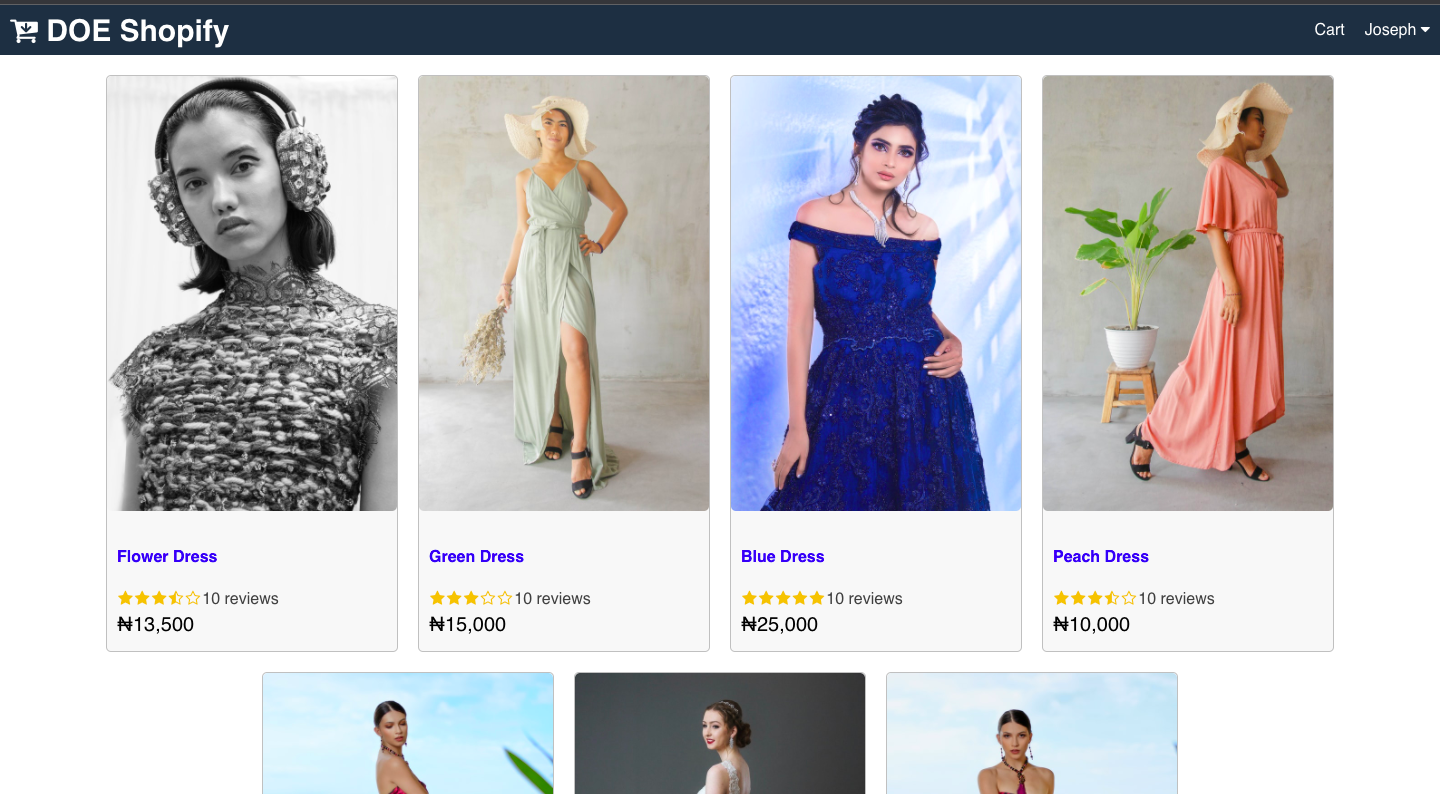 DOE Shopify
Cart
Joseph
Flower Dress
10 reviews
₦13,500
Green Dress
10 reviews
₦15,000
Blue Dress
10 reviews
₦25,000
Peach Dress
10 reviews
₦10,000